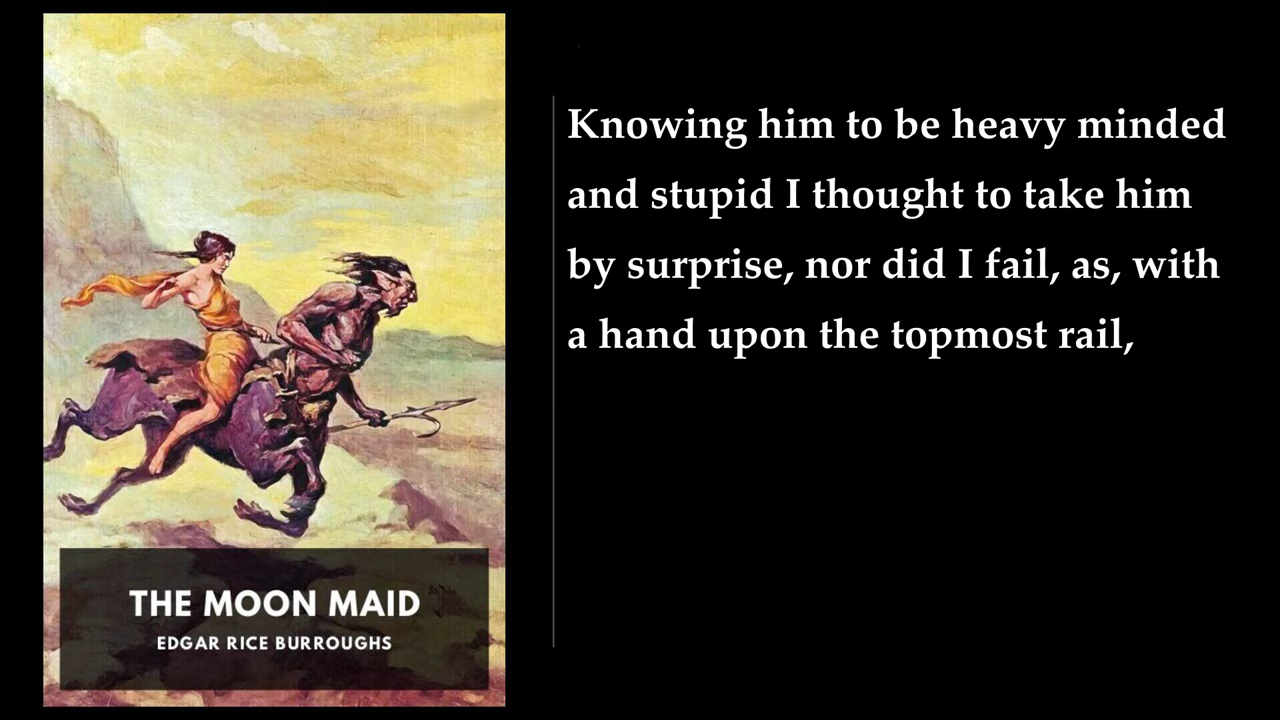 Knowing him to be heavy minded
and stupid I thought to take him
by surprise, nor did I fail, as, with
a hand upon the topmost rail,
THE MOON MAID
EDGAR RICE BURROUGHS